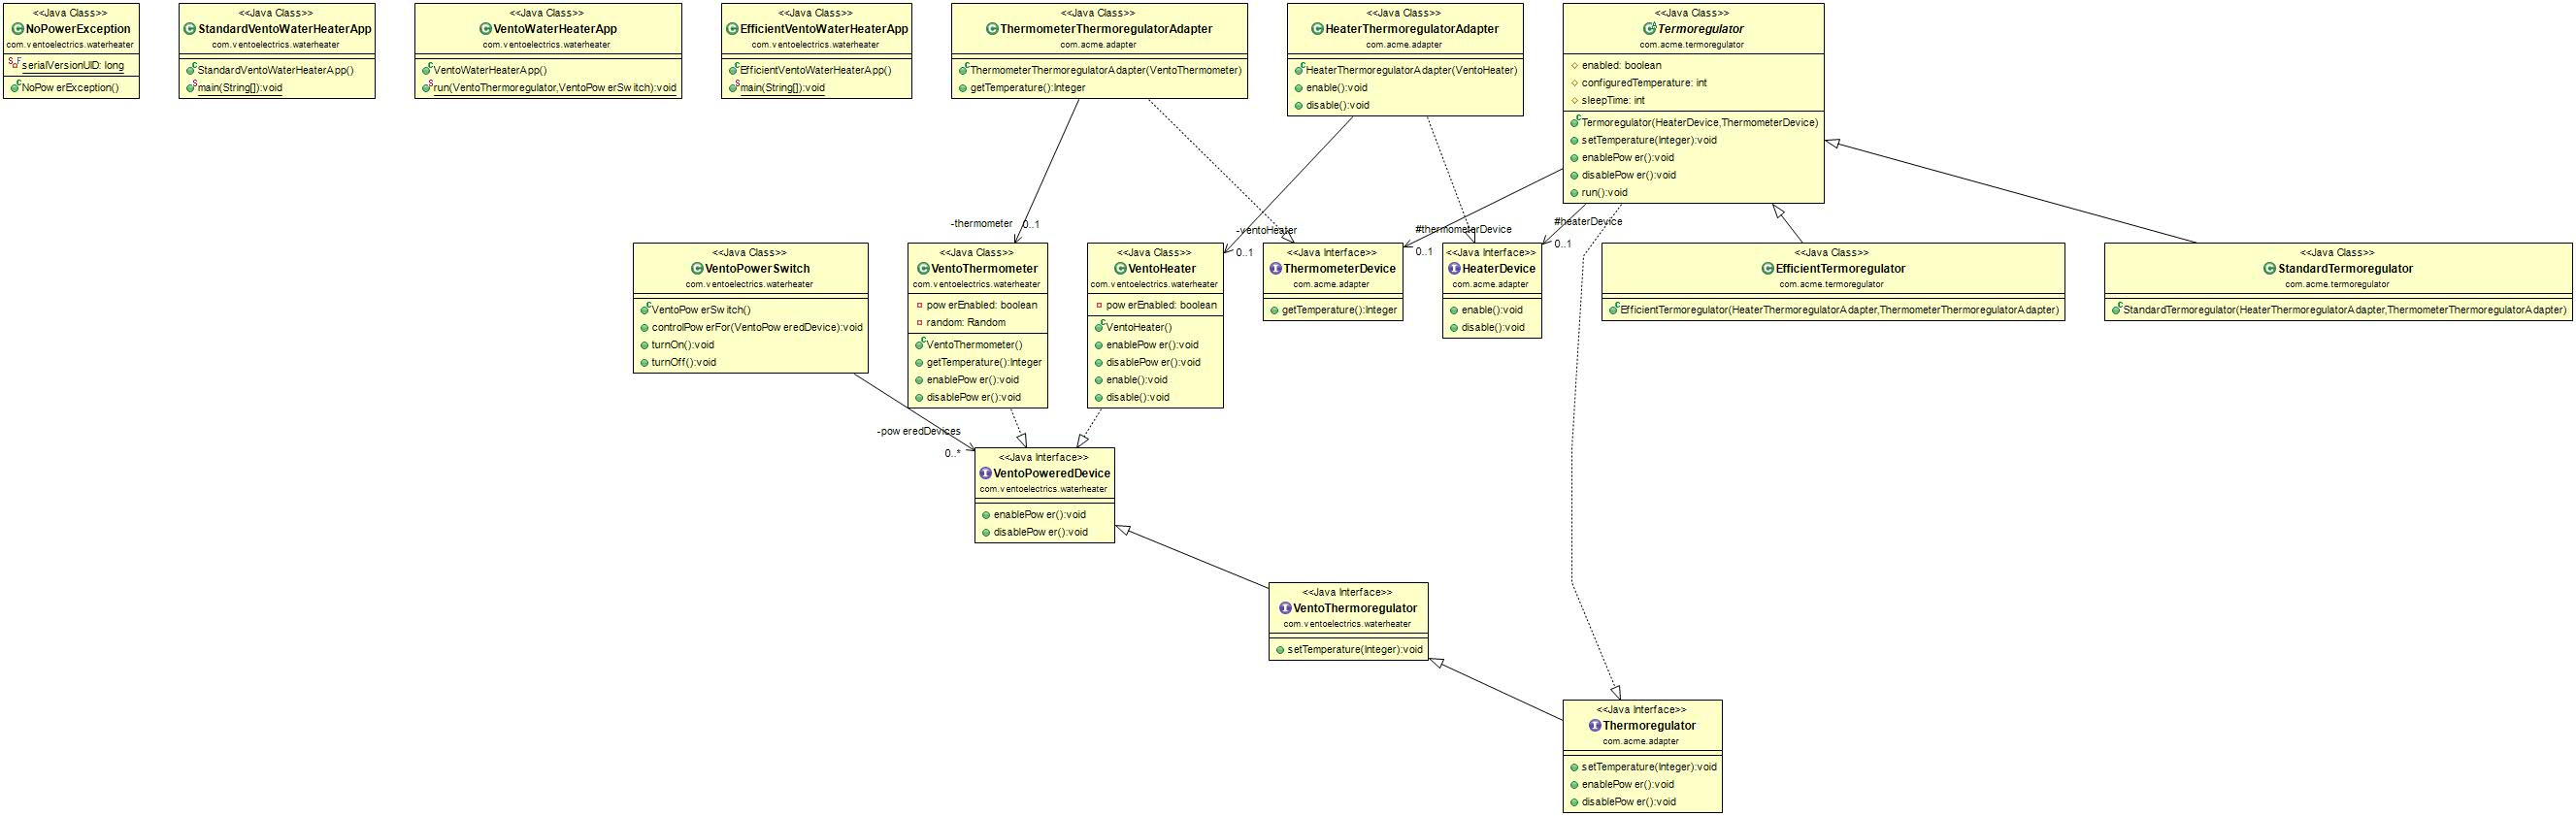 <<Java Class>>
NoPowerException
com.ventoelectrics.waterheater
serialVersionUID: long
NoPowerException()
<<Java Class>>
StandardVentoWaterHeaterApp
com.ventoelectrics.waterheater
StandardVentoWaterHeaterApp()
main(String[]):void
<<Java Class>>
VentoWaterHeaterApp
com.ventoelectrics.waterheater
VentoWaterHeaterApp()
run(VentoThermoregulator,VentoPowerSwitch):void
<<Java Class>>
EfficientVentoWaterHeaterApp
com.ventoelectrics.waterheater
EfficientVentoWaterHeaterApp()
main(String[]):void
<<Java Class>>
ThermometerThermoregulatorAdapter
com.acme.adapter
ThermometerThermoregulatorAdapter(VentoThermometer)
getTemperature():Integer
<<Java Class>>
HeaterThermoregulatorAdapter
com.acme.adapter
HeaterThermoregulatorAdapter(VentoHeater)
enable():void
disable():void
<<Java Class>>
Termoregulator
com.acme.termoregulator
enabled: boolean
configuredTemperature: int
sleepTime: int
Termoregulator(HeaterDevice,ThermometerDevice)
setTemperature(Integer):void
enablePower():void
disablePower():void
run():void
-thermometer
0..1
-ventoHeater
0..1
#thermometerDevice
0..1
#heaterDevice
0..1
<<Java Class>>
VentoPowerSwitch
com.ventoelectrics.waterheater
VentoPowerSwitch()
controlPowerFor(VentoPoweredDevice):void
turnOn():void
turnOff():void
<<Java Class>>
VentoThermometer
com.ventoelectrics.waterheater
powerEnabled: boolean
random: Random
VentoThermometer()
getTemperature():Integer
enablePower():void
disablePower():void
<<Java Class>>
VentoHeater
com.ventoelectrics.waterheater
powerEnabled: boolean
VentoHeater()
enablePower():void
disablePower():void
enable():void
disable():void
<<Java Interface>>
ThermometerDevice
com.acme.adapter
getTemperature():Integer
<<Java Interface>>
HeaterDevice
com.acme.adapter
enable():void
disable():void
<<Java Class>>
EfficientTermoregulator
com.acme.termoregulator
EfficientTermoregulator(HeaterThermoregulatorAdapter,ThermometerThermoregulatorAdapter)
<<Java Class>>
StandardTermoregulator
com.acme.termoregulator
StandardTermoregulator(HeaterThermoregulatorAdapter,ThermometerThermoregulatorAdapter)
-poweredDevices
0..*
<<Java Interface>>
VentoPoweredDevice
com.ventoelectrics.waterheater
enablePower():void
disablePower():void
<<Java Interface>>
VentoThermoregulator
com.ventoelectrics.waterheater
setTemperature(Integer):void
<<Java Interface>>
Thermoregulator
com.acme.adapter
setTemperature(Integer):void
enablePower():void
disablePower():void